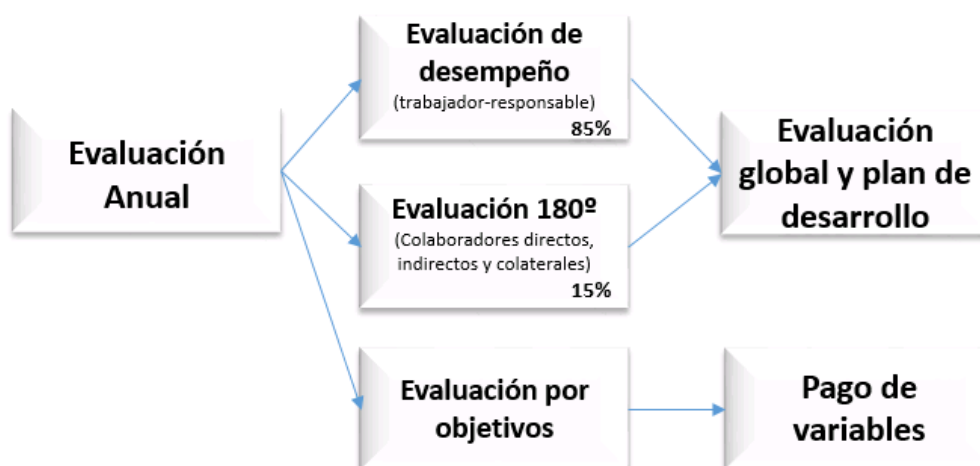 Evaluación
Anual
Evaluación de
desempeño
(trabajador-responsable)
85%
Evaluación 180º
(Colaboradores directos,
indirectos y colaterales)
15%
Evaluación por
objetivos
Evaluación
global y plan de
desarrollo
Pago de
variables